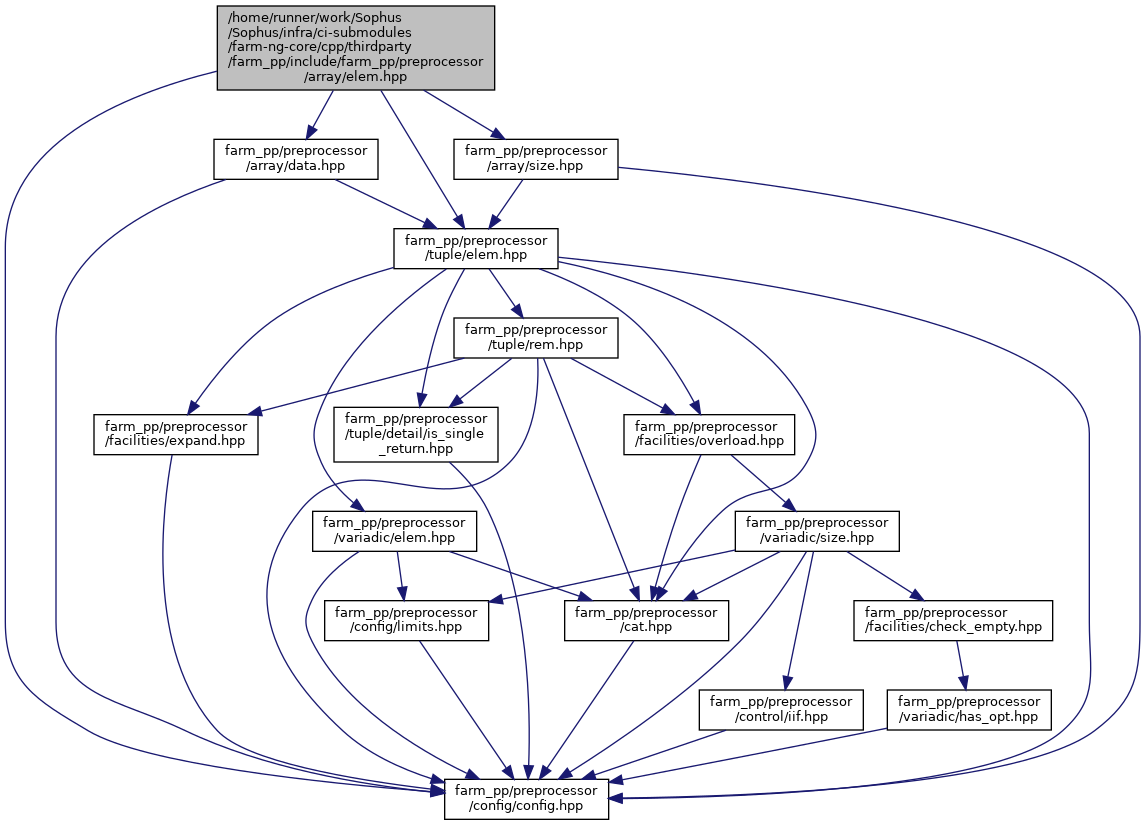 /home/runner/work/Sophus
/Sophus/infra/ci-submodules
/farm-ng-core/cpp/thirdparty
/farm_pp/include/farm_pp/preprocessor
/array/elem.hpp
farm_pp/preprocessor
/array/data.hpp
farm_pp/preprocessor
/array/size.hpp
farm_pp/preprocessor
/tuple/elem.hpp
farm_pp/preprocessor
/tuple/rem.hpp
farm_pp/preprocessor
/facilities/expand.hpp
farm_pp/preprocessor
/tuple/detail/is_single
_return.hpp
farm_pp/preprocessor
/facilities/overload.hpp
farm_pp/preprocessor
/variadic/elem.hpp
farm_pp/preprocessor
/variadic/size.hpp
farm_pp/preprocessor
/config/limits.hpp
farm_pp/preprocessor
/cat.hpp
farm_pp/preprocessor
/facilities/check_empty.hpp
farm_pp/preprocessor
/control/iif.hpp
farm_pp/preprocessor
/variadic/has_opt.hpp
farm_pp/preprocessor
/config/config.hpp